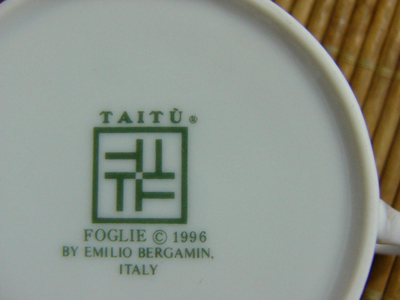 TAITÙ®
FOGLIE © 1996
BY EMILIO BERGAMIN,
ITALY